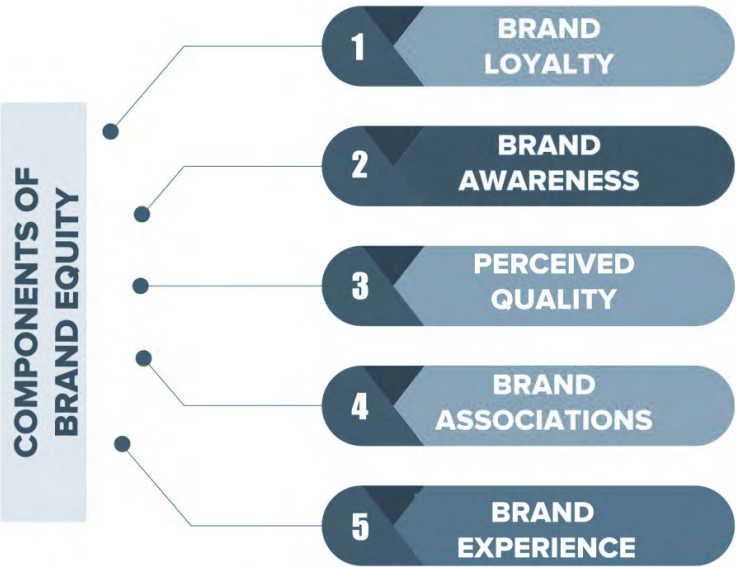 COMPONENTS OF
BRAND EQUITY
1
BRAND
LOYALTY
2
BRAND
AWARENESS
3
PERCEIVED
QUALITY
4
BRAND
ASSOCIATIONS
5
BRAND
EXPERIENCE